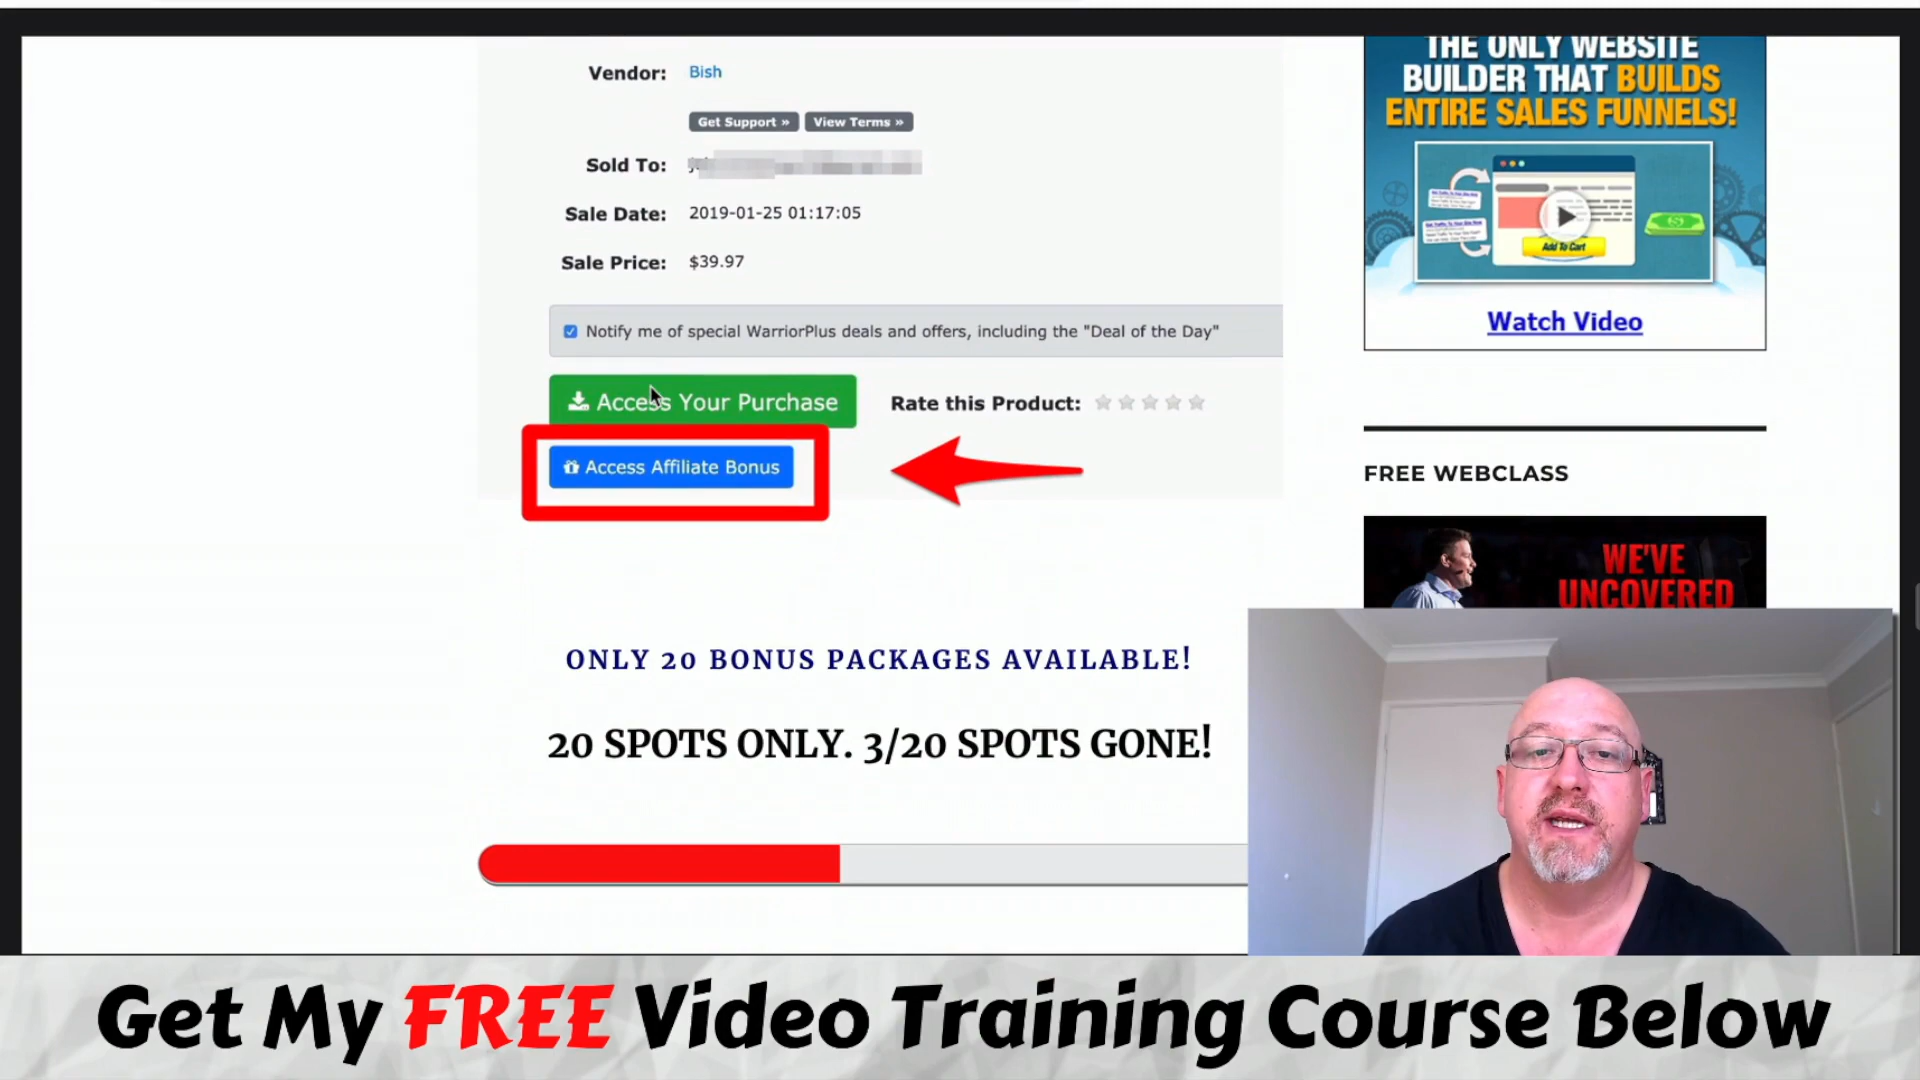 Vendor: Bish
Get Support » View Terms »
Sold To:
Sale Date: 2019-01-25 01:17:05
Sale Price: $39.97
Notify me of special WarriorPlus deals and offers, including the "Deal of the Day"
Access Your Purchase
Rate this Product:
Access Affiliate Bonus
ONLY 20 BONUS PACKAGES AVAILABLE!
20 SPOTS ONLY. 3/20 SPOTS GONE!
THE ONLY WEBSITE
BUILDER THAT BUILDS
ENTIRE SALES FUNNELS!
Add To Cart
Watch Video
FREE WEBCLASS
WE'VE
UNCOVERED
Get My FREE Video Training Course Below